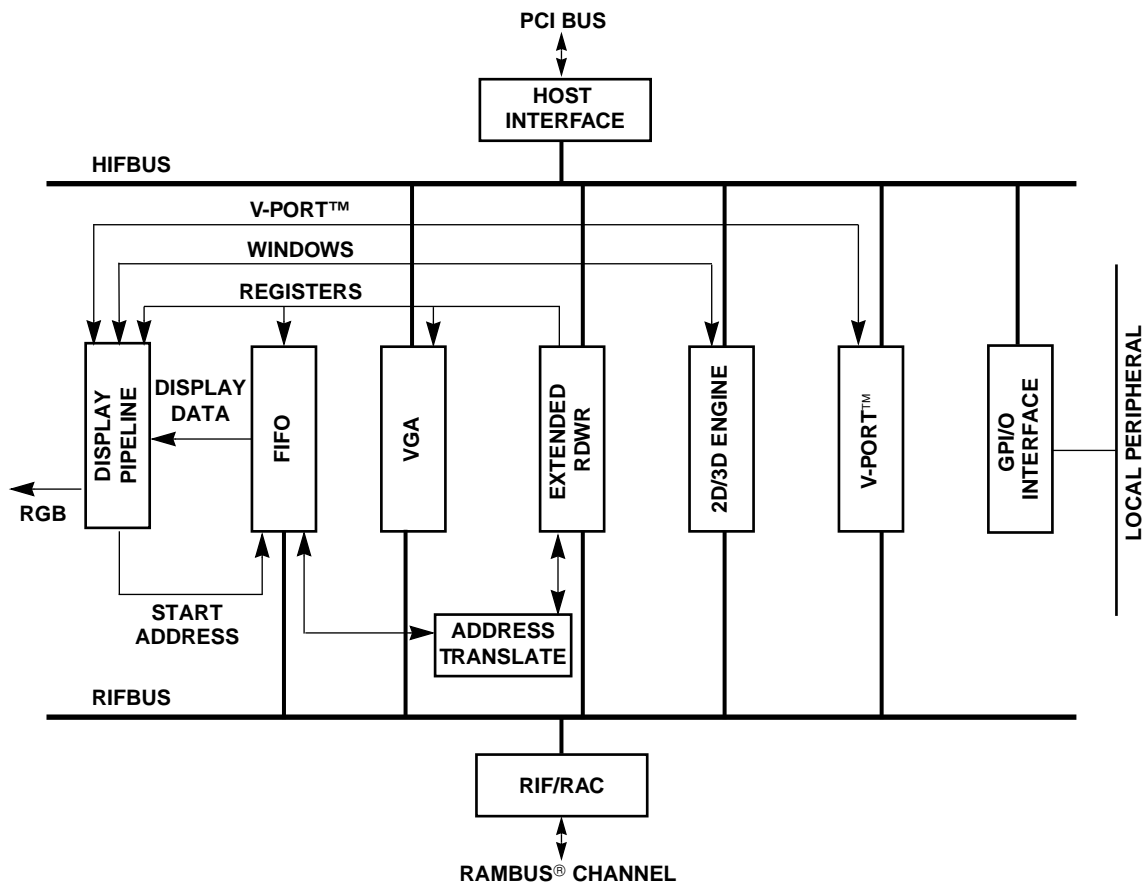 PCI BUS
HOST
INTERFACE
HIFBUS
V-PORT™
WINDOWS
REGISTERS
DISPLAY
PIPELINE
DISPLAY
DATA
FIFO
VGA
EXTENDED
RDWR
2D/3D ENGINE
V-PORT™
GPI/O
INTERFACE
LOCAL PERIPHERAL
RGB
START
ADDRESS
ADDRESS
TRANSLATE
RIFBUS
RIF/RAC
RAMBUS® CHANNEL